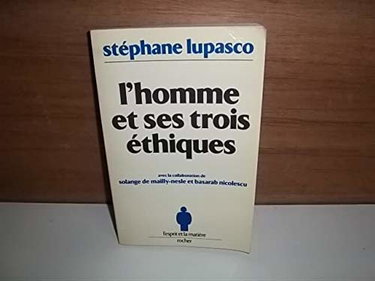 stéphane lupasco
l'homme
et ses trois
éthiques
avec la collaboration de
solange de mailly-nesle et basarab nicolescu
l'esprit et la matière
rocher